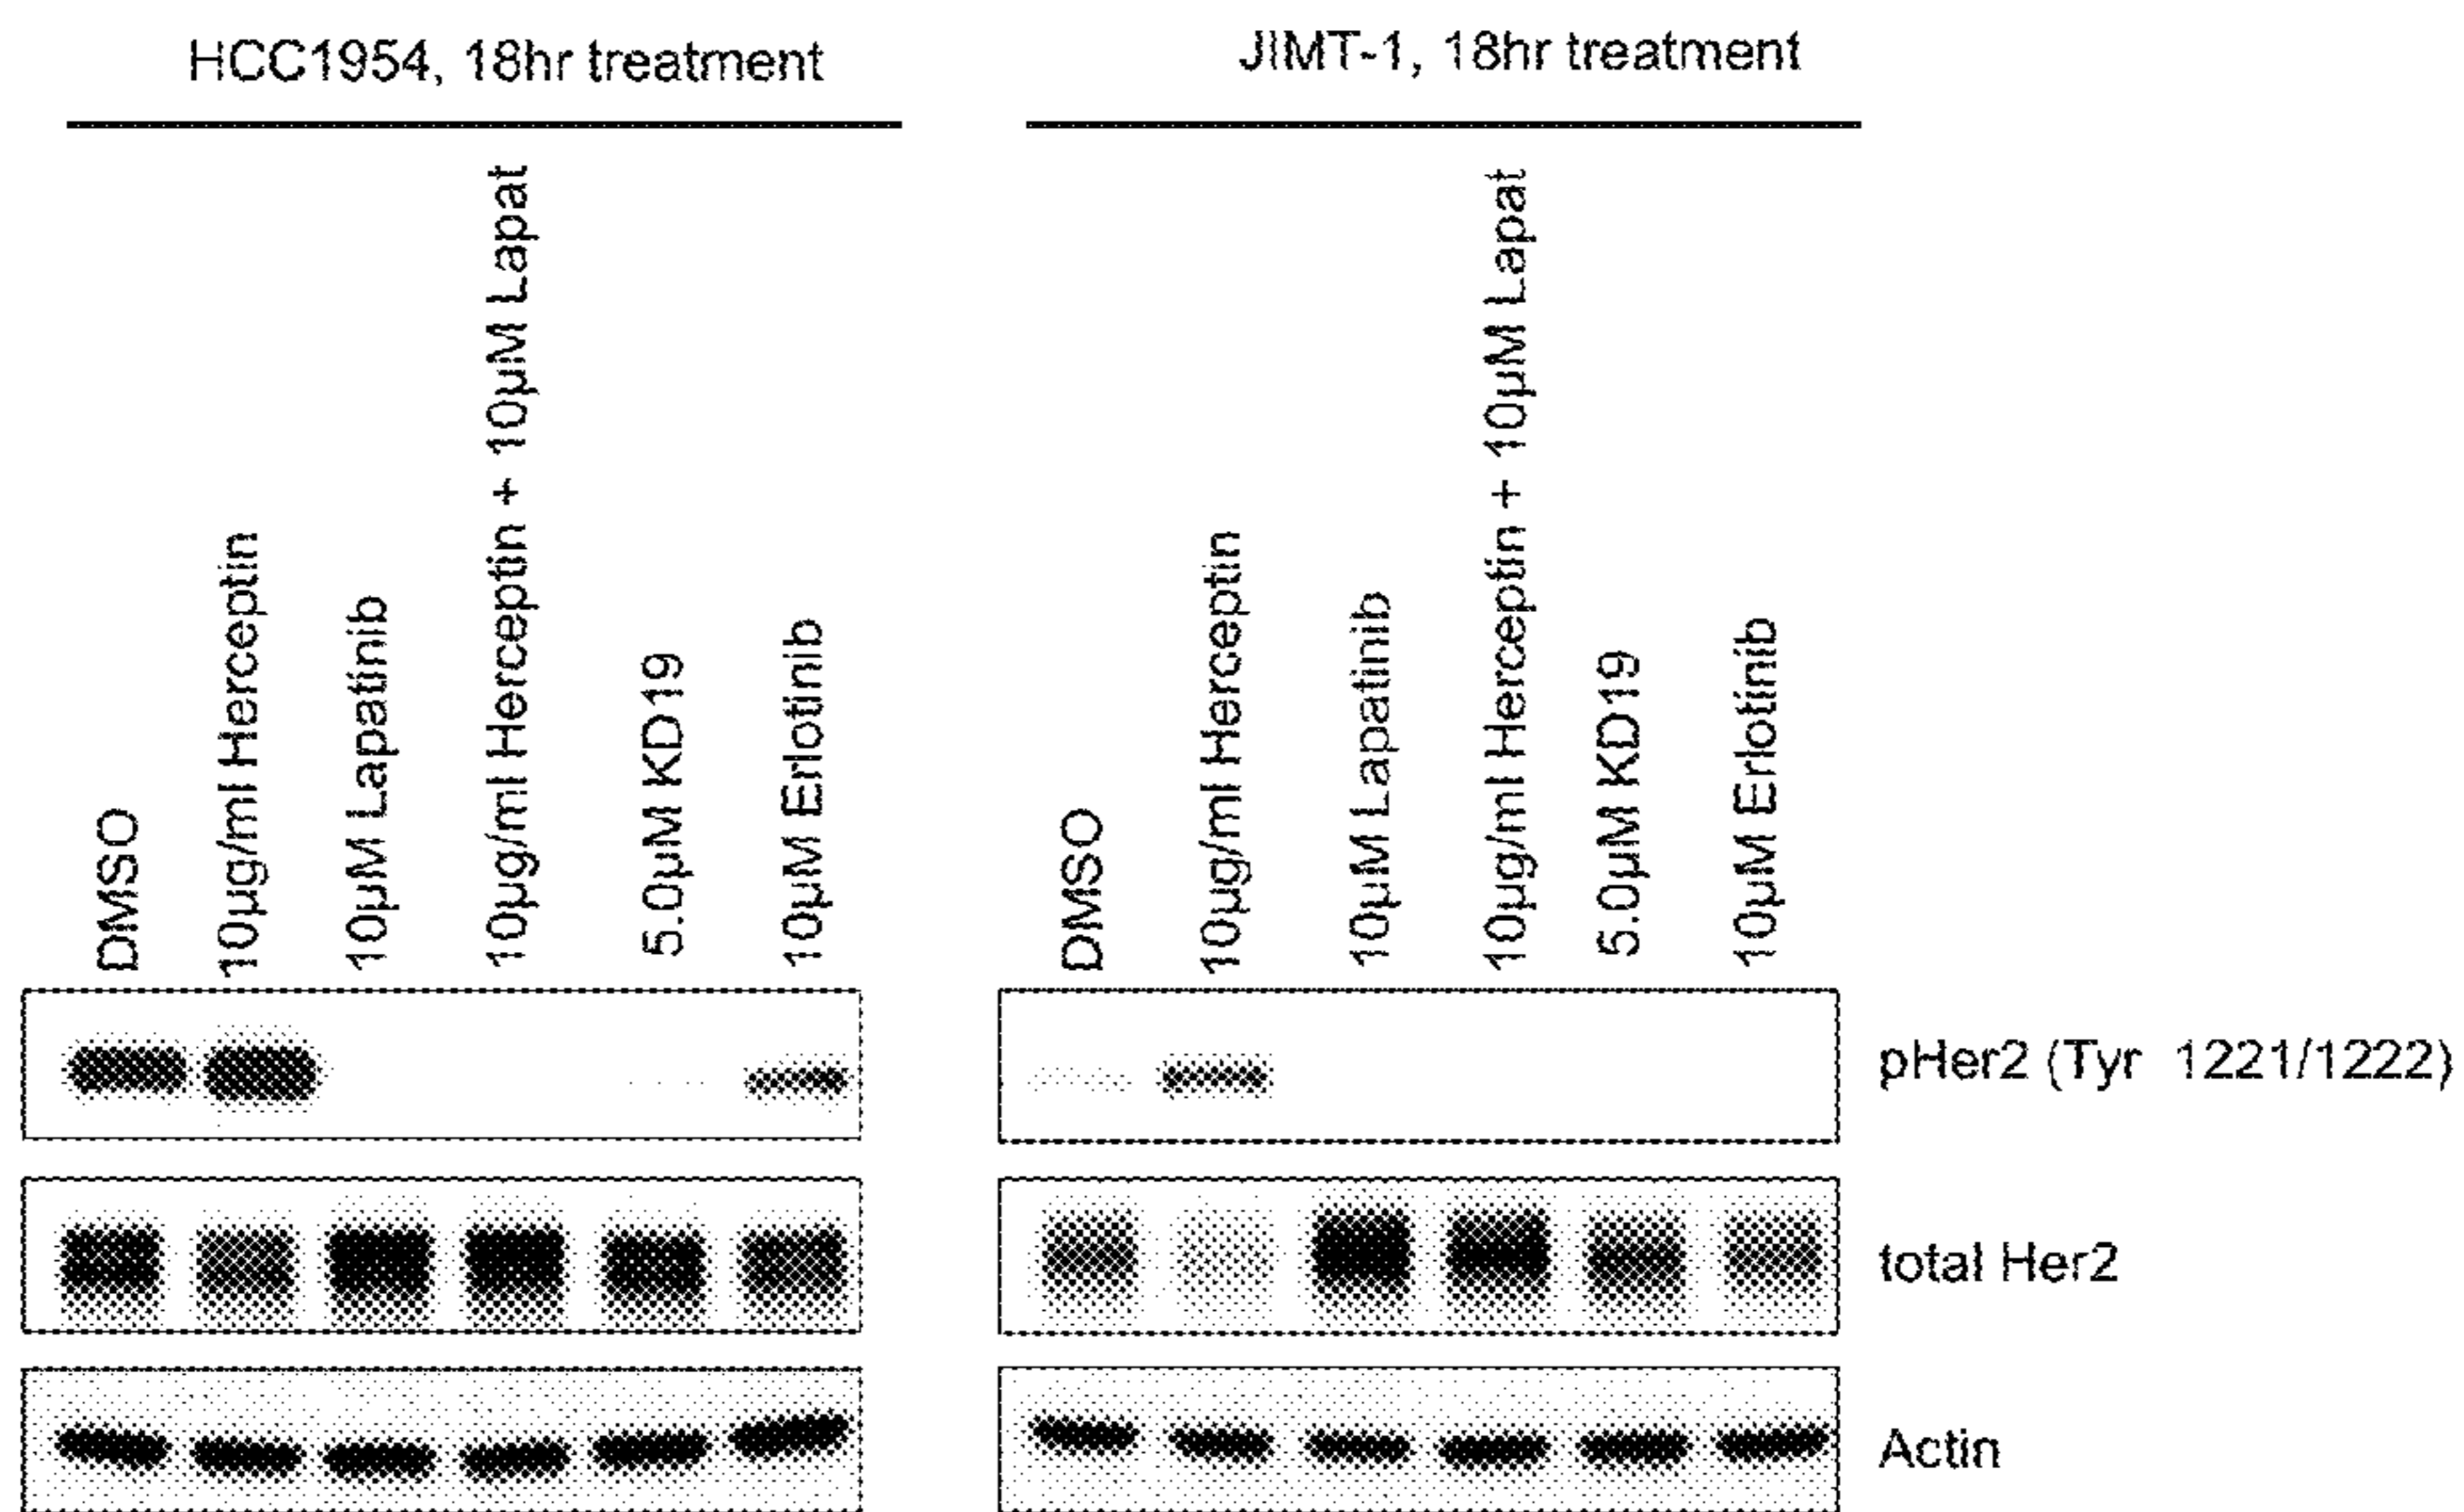 HCC1954, 18hr treatment
DMSO
10µg/ml Herceptin
10µM Lapatinib
10µg/ml Herceptin + 10µM Lapat
5.0µM KD19
10µM Erlotinib
JIMT-1, 18hr treatment
DMSO
10µg/ml Herceptin
10µM Lapatinib
10µg/ml Herceptin + 10µM Lapat
5.0µM KD19
10µM Erlotinib
pHer2 (Tyr 1221/1222)
total Her2
Actin